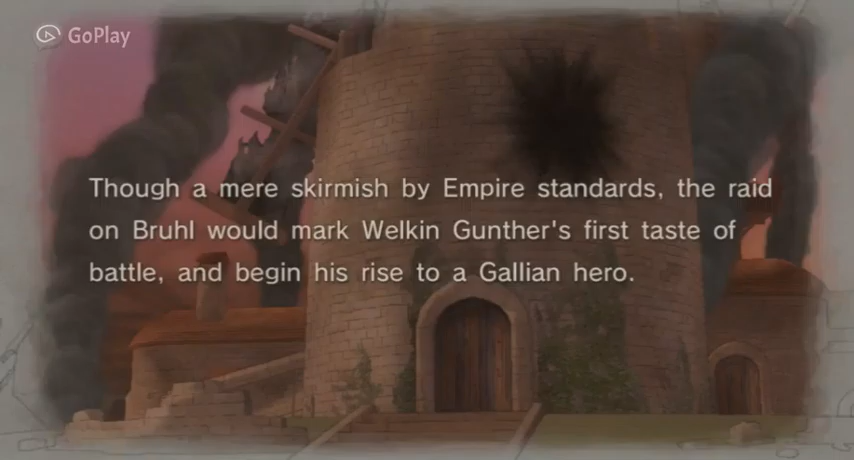 GoPlay
Though a mere skirmish by Empire standards, the raid
on Bruhl would mark Welkin Gunther's first taste of
battle, and begin his rise to a Gallian hero.